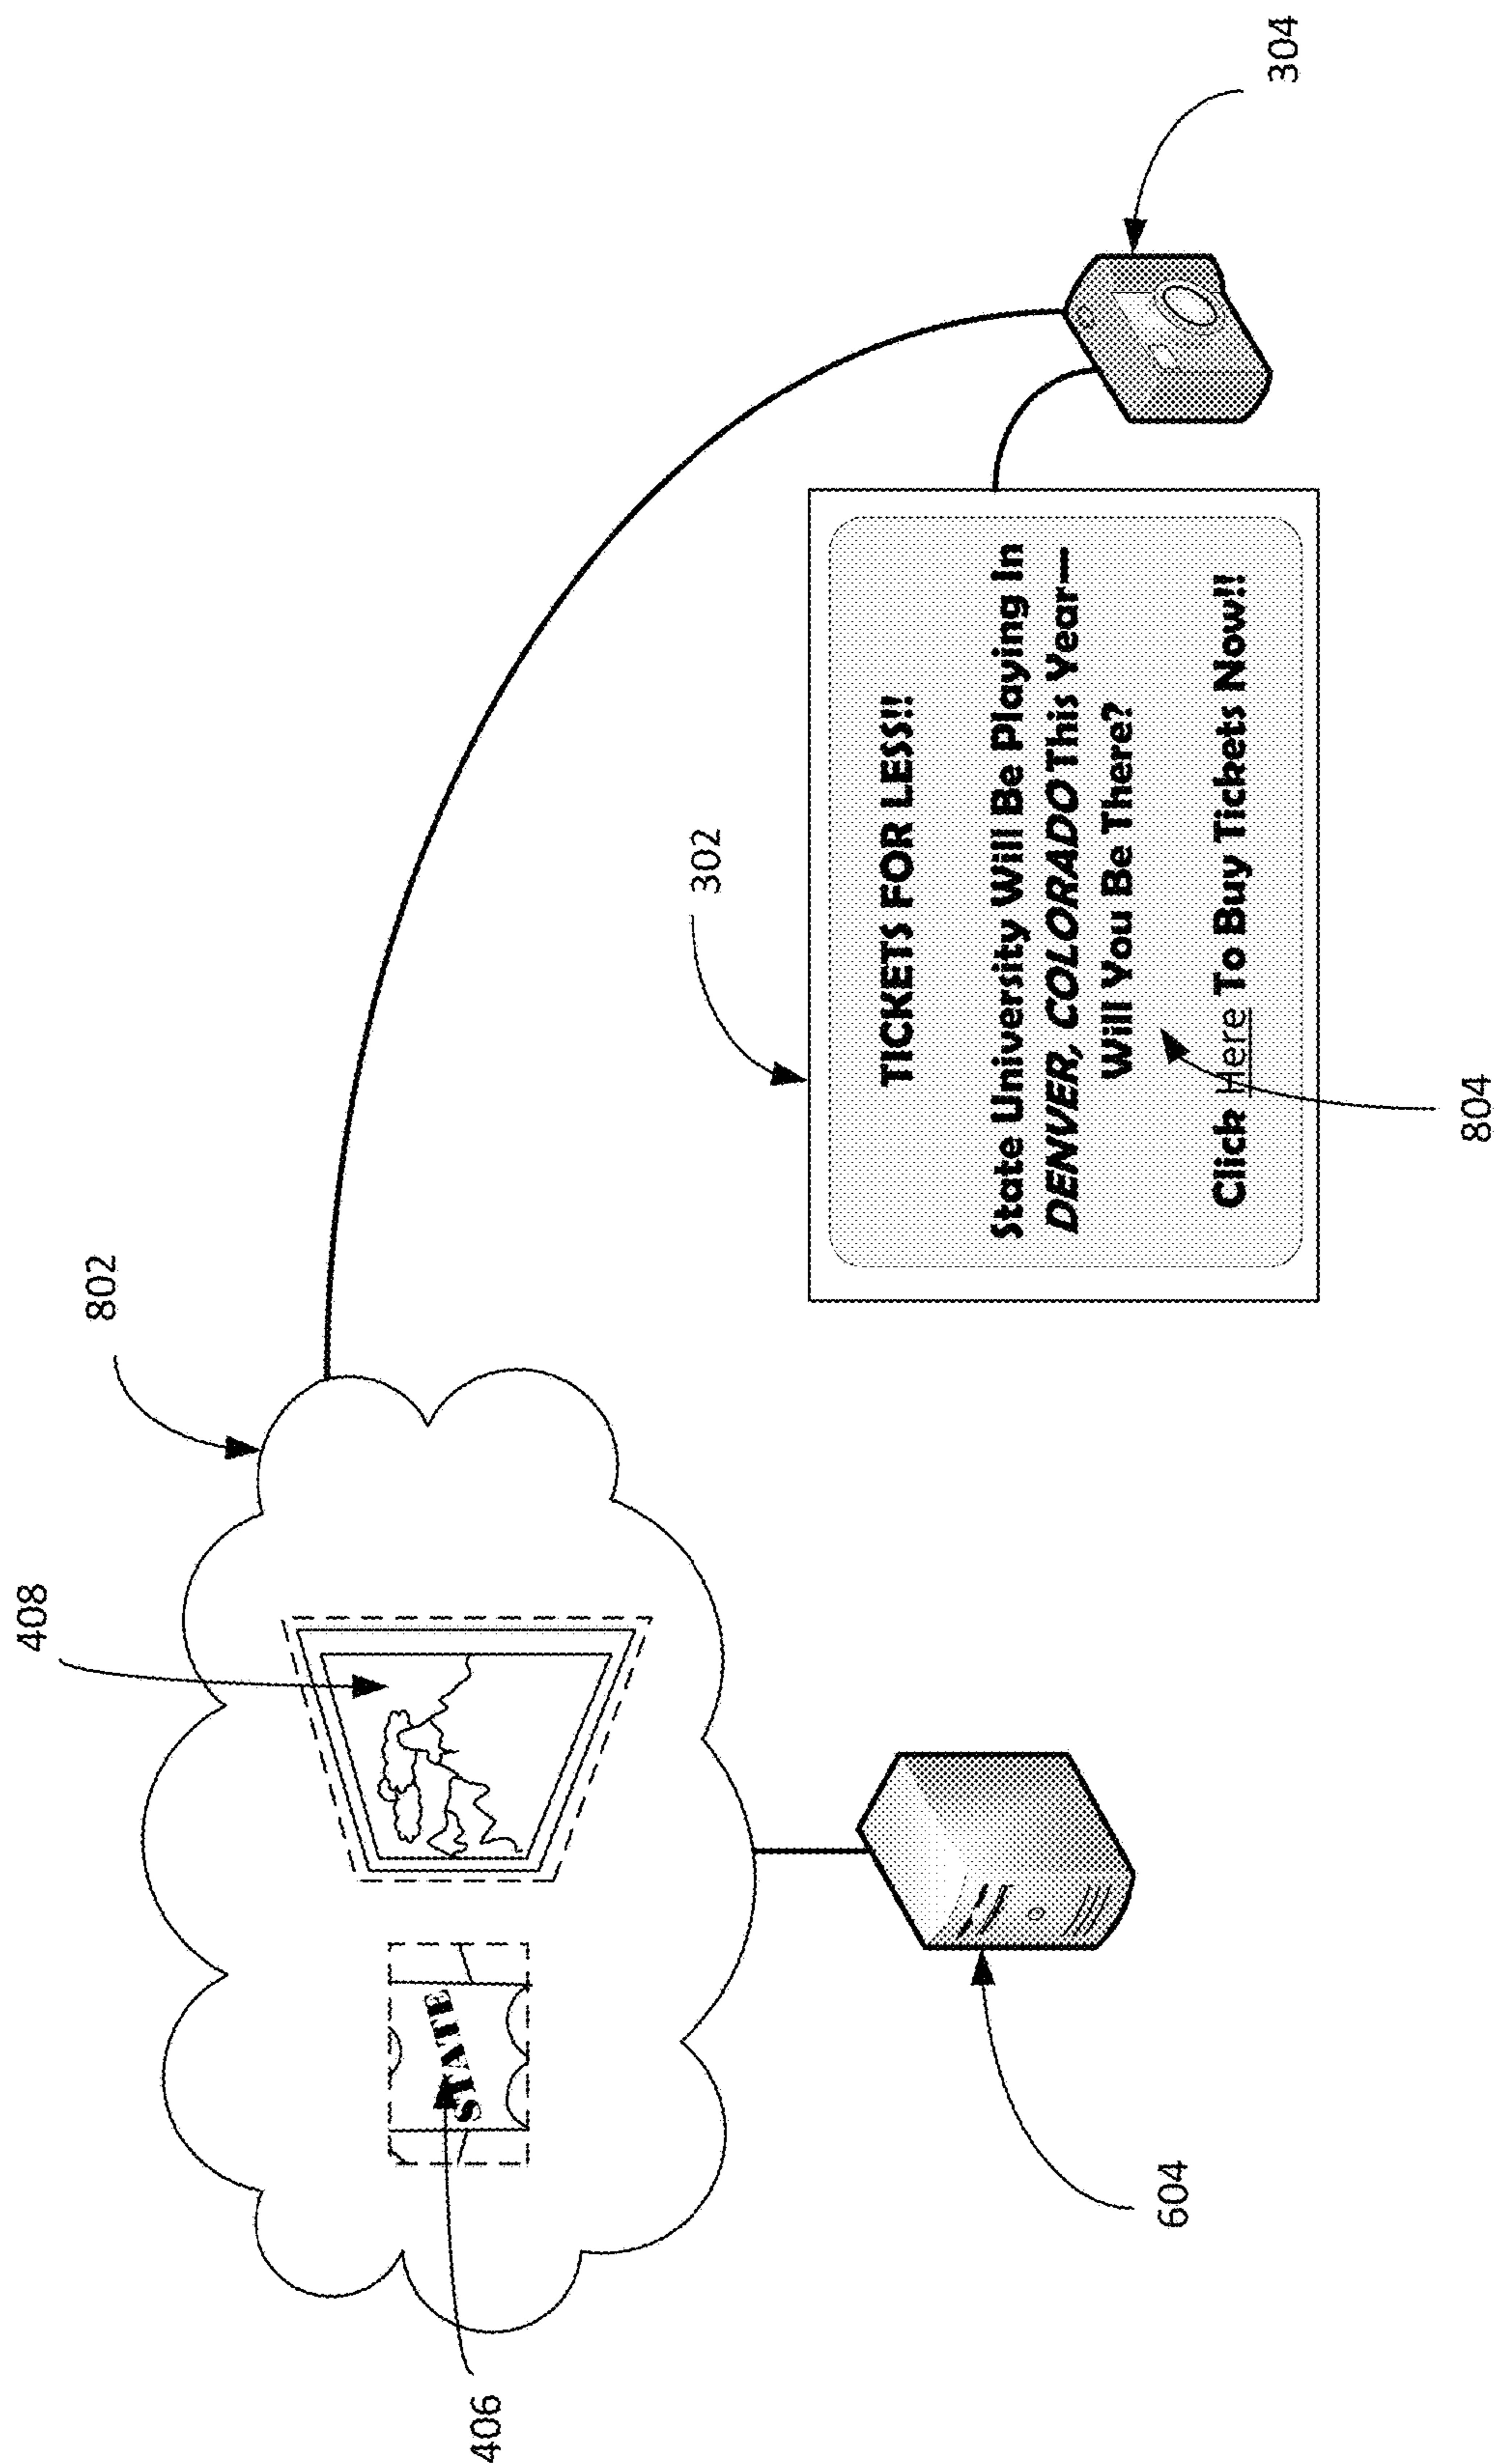 802
408
304
STATE
406
302
TICKETS FOR LESS!!
State University Will Be Playing In
DENVER, COLORADO This Year—
Will You Be There?
Click Here To Buy Tickets Now!!
604
804